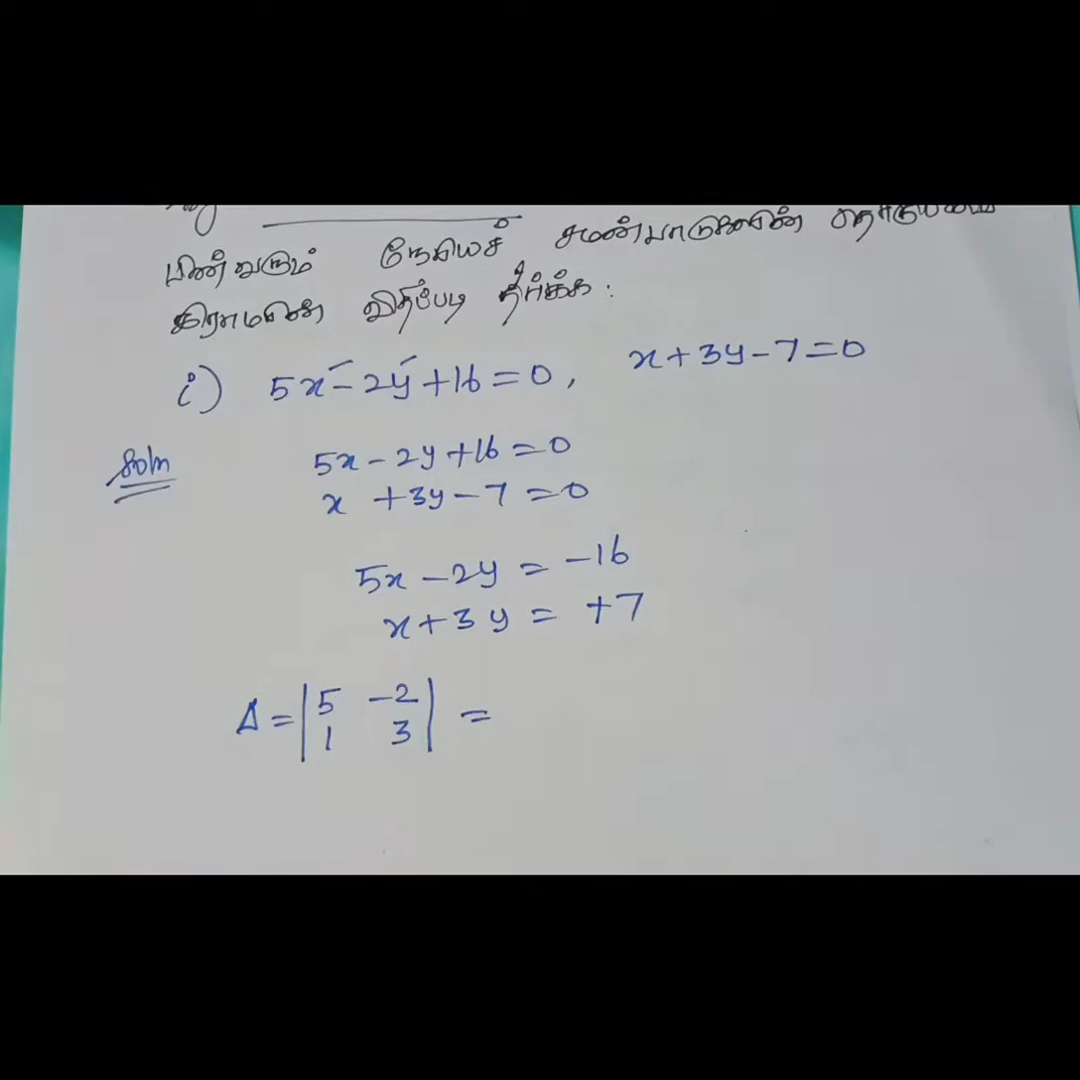 பின்வரும் நேரியச் சமன்பாடுகளின் தொகுப்பை
கிராமரின் விதிப்படி தீர்க்க :
i) 5x - 2y + 16 = 0 , x + 3y - 7 = 0
Soln
5x - 2y + 16 = 0
x + 3y - 7 = 0
5x - 2y = -16
x + 3y = +7
Δ = | 5 -2 | =
| 1 3 |